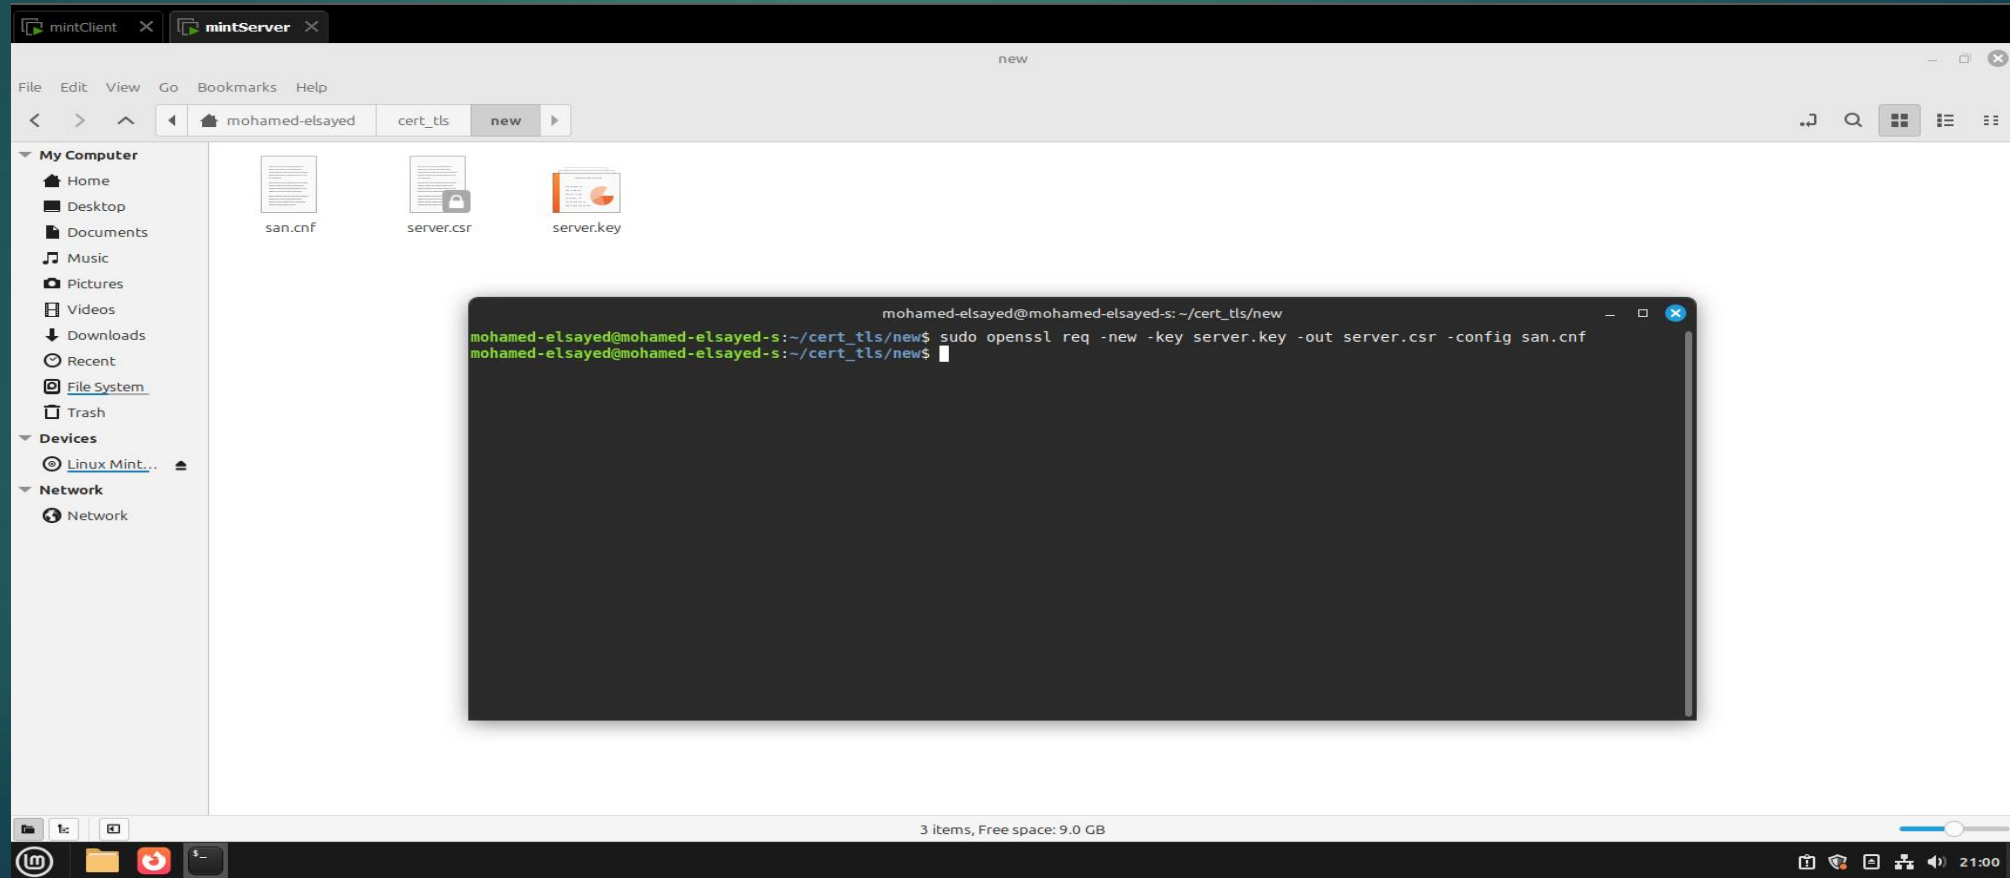 mintClient
mintServer
new
File Edit View Go Bookmarks Help
mohamed-elsayed cert_tls new
My Computer
Home
Desktop
Documents
Music
Pictures
Videos
Downloads
Recent
File System
Trash
Devices
Linux Mint...
Network
Network
san.cnf
server.csr
server.key
mohamed-elsayed@mohamed-elsayed-s: ~/cert_tls/new
mohamed-elsayed@mohamed-elsayed-s:~/cert_tls/new$ sudo openssl req -new -key server.key -out server.csr -config san.cnf
mohamed-elsayed@mohamed-elsayed-s:~/cert_tls/new$
3 items, Free space: 9.0 GB
21:00